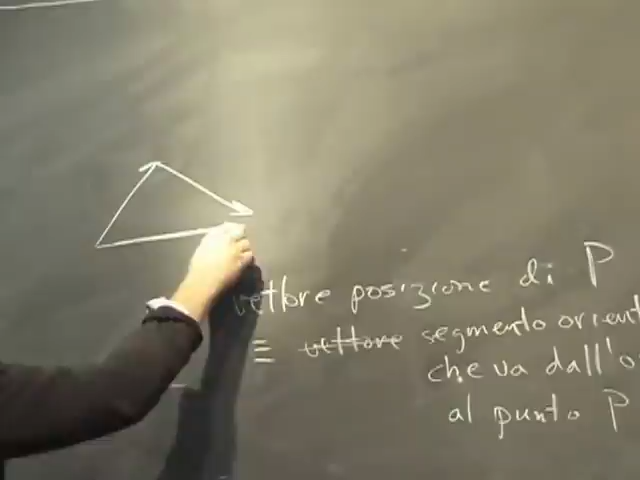 vettore posizione di P
≡ vettore segmento orient
che va dall'o
al punto P